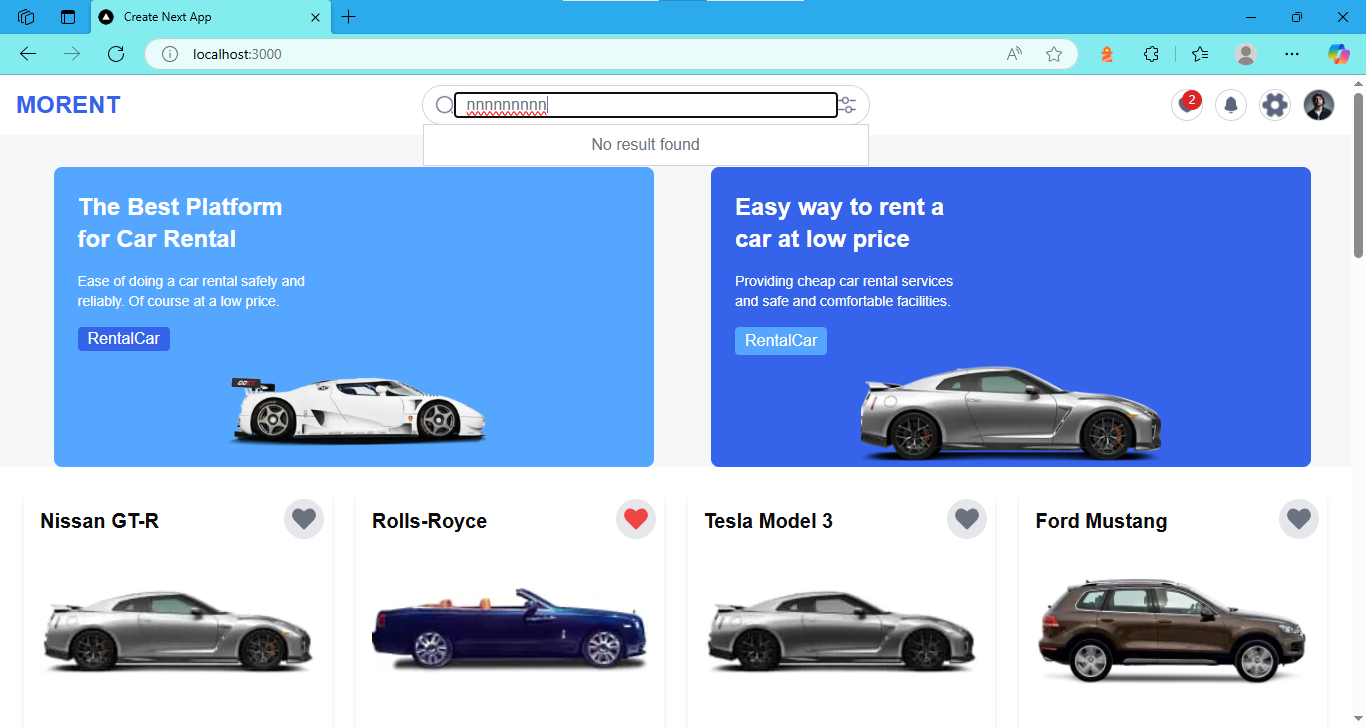 Create Next App
localhost:3000
MORENT
nnnnnnnnn
2
No result found
The Best Platform
for Car Rental
Ease of doing a car rental safely and
reliably. Of course at a low price.
RentalCar
Easy way to rent a
car at low price
Providing cheap car rental services
and safe and comfortable facilities.
RentalCar
Nissan GT-R
Rolls-Royce
Tesla Model 3
Ford Mustang